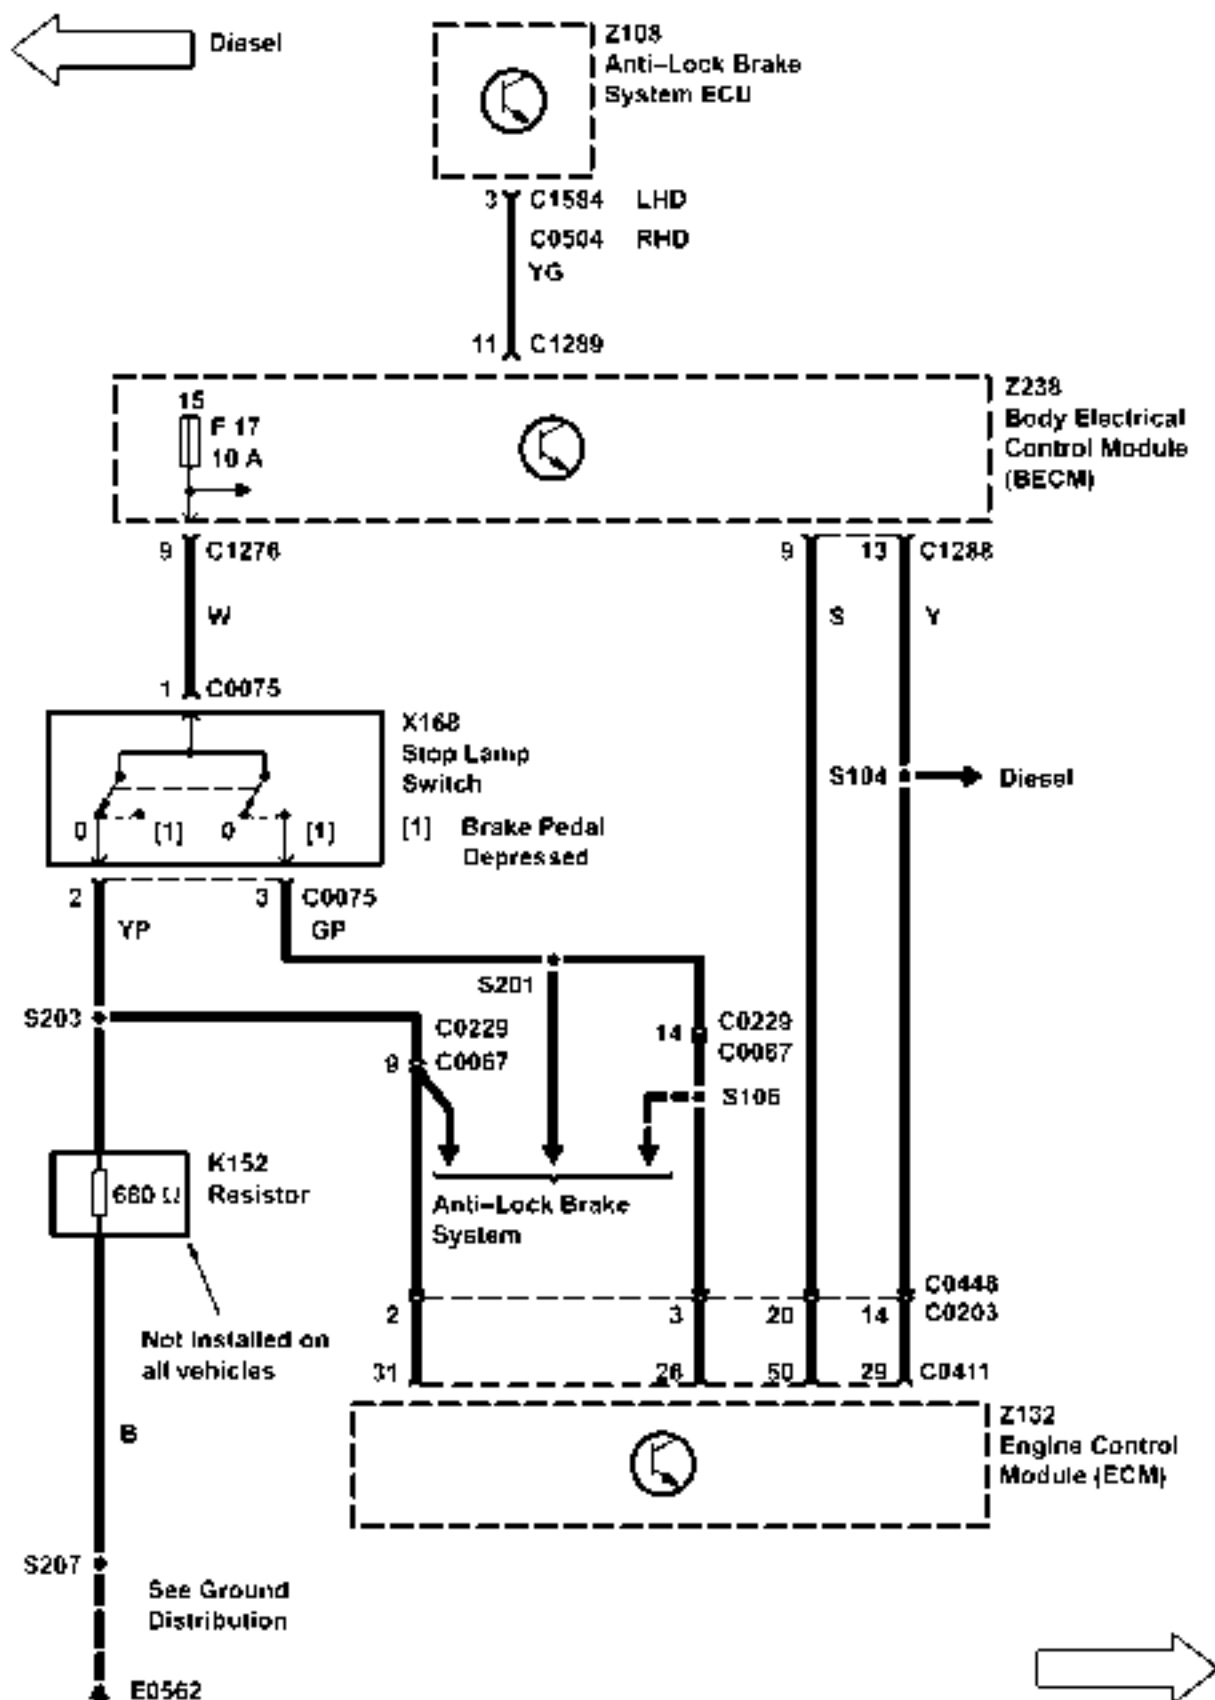 Diesel
Z108
Anti-Lock Brake
System ECU
3 C1584 LHD
C0504 RHD
YG
11 C1289
Z238
Body Electrical
Control Module
(BECM)
15
F 17
10 A
9 C1276
9 13 C1288
W
S Y
1 C0075
X168
Stop Lamp
Switch
[1] Brake Pedal
Depressed
0 [1] 0 [1]
S104 Diesel
2 3 C0075
YP GP
S201
S203
C0229
9 C0067
C0229
14 C0067
S106
K152
Resistor
680 Ω
Anti-Lock Brake
System
Not installed on
all vehicles
C0448
2 3 20 14 C0203
31 26 50 29 C0411
B
Z132
Engine Control
Module (ECM)
S207
See Ground
Distribution
E0562